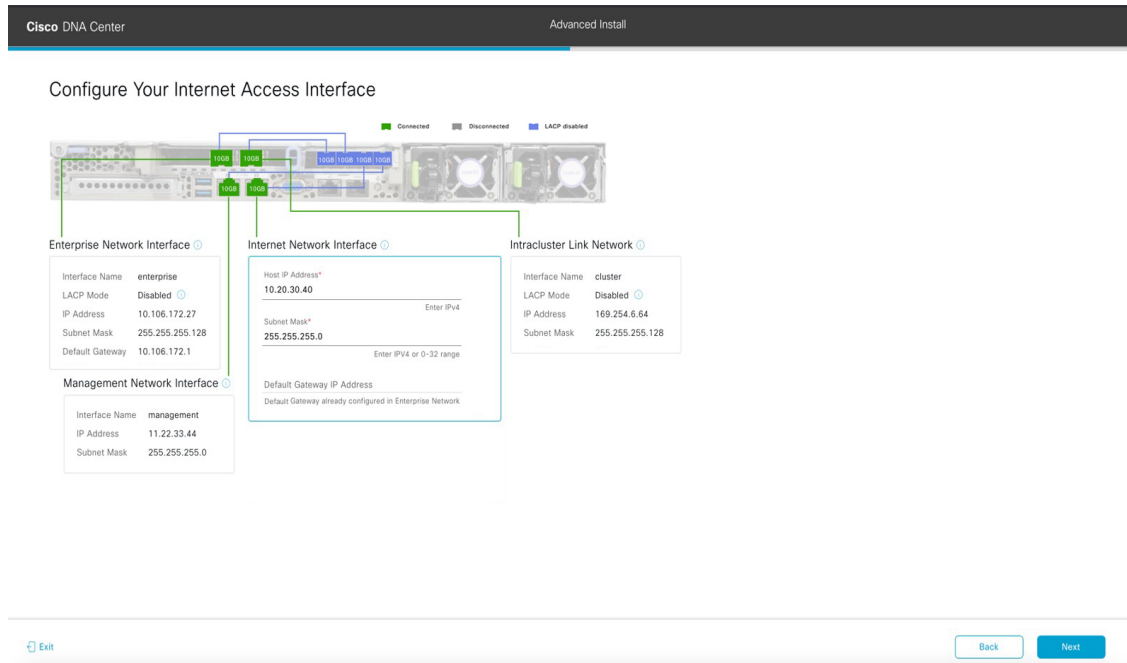 Cisco DNA Center
Advanced Install
Configure Your Internet Access Interface
Connected Disconnected LACP disabled
10GB 10GB 10GB 10GB 10GB 10GB
10GB 10GB
Enterprise Network Interface
Interface Name enterprise
LACP Mode Disabled
IP Address 10.106.172.27
Subnet Mask 255.255.255.128
Default Gateway 10.106.172.1
Management Network Interface
Interface Name management
IP Address 11.22.33.44
Subnet Mask 255.255.255.0
Internet Network Interface
Host IP Address*
10.20.30.40
Enter IPv4
Subnet Mask*
255.255.255.0
Enter IPV4 or 0-32 range
Default Gateway IP Address
Default Gateway already configured in Enterprise Network
Intracluster Link Network
Interface Name cluster
LACP Mode Disabled
IP Address 169.254.6.64
Subnet Mask 255.255.255.128
Exit
Back
Next